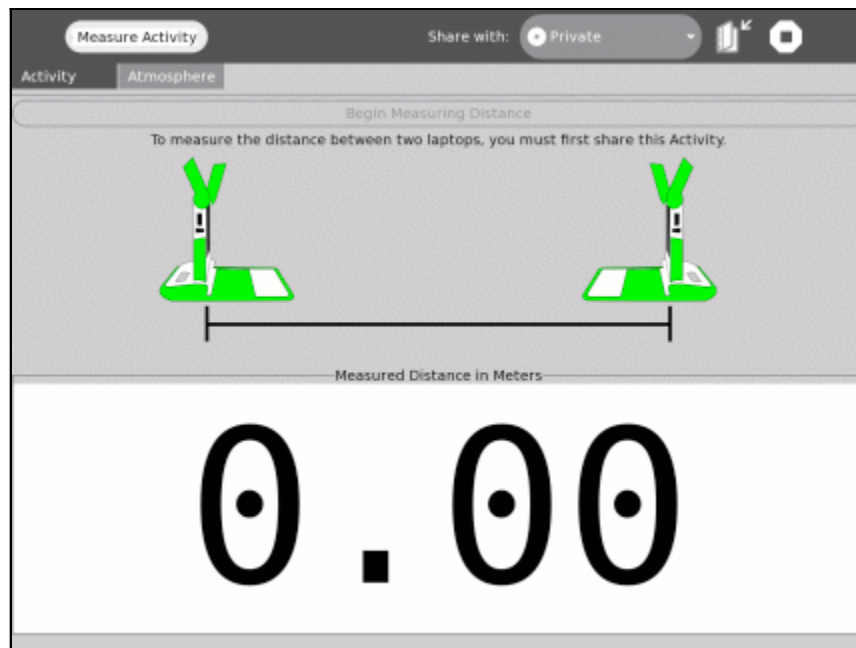 Measure Activity
Share with:
Private
Activity
Atmosphere
Begin Measuring Distance
To measure the distance between two laptops, you must first share this Activity.
Measured Distance in Meters
0.00